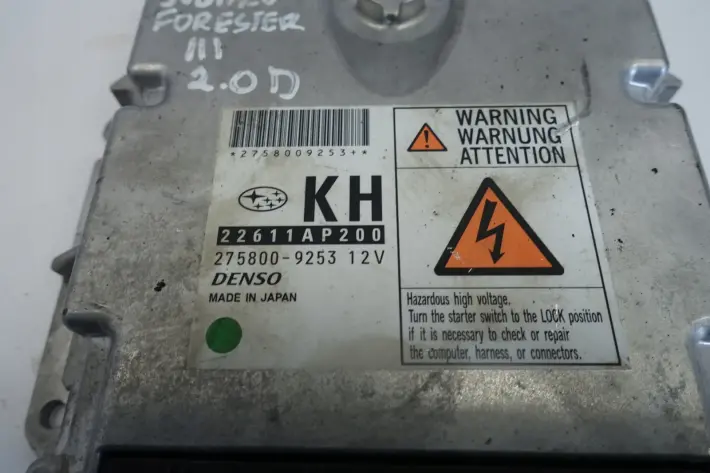 SUBARU
FORESTER
III
2.0D
*2758009253+*
KH
22611AP200
275800-9253 12V
DENSO
MADE IN JAPAN
WARNING
WARNUNG
ATTENTION
Hazardous high voltage.
Turn the starter switch to the LOCK position
if it is necessary to check or repair
the computer, harness, or connectors.